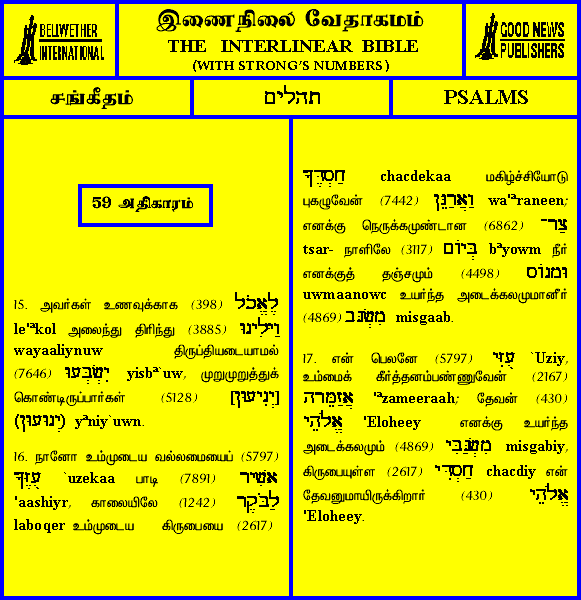 BELLWETHER
INTERNATIONAL
இணைநிலை வேதாகமம்
THE INTERLINEAR BIBLE
(WITH STRONG'S NUMBERS)
GOOD NEWS
PUBLISHERS
சங்கீதம்
תהלים
PSALMS
59 அதிகாரம்
15. அவர்கள் உணவுக்காக (398) לֶאֱכֹל
le'ᵃkol அலைந்து திரிந்து (3885) וַיָּלִינוּ
wayaaliynuw திருப்தியடையாமல்
(7646) יִשְׂבְּעוּ yisbᵃ`uw, முறுமுறுத்துக்
கொண்டிருப்பார்கள் (5128) [יְנִיעוּן]
(יְנוּעוּן) yᵃniy`uwn.
16. நானோ உம்முடைய வல்லமையைப் (5797)
עֻזֶּךָ `uzekaa பாடி (7891) אָשִׁיר
'aashiyr, காலையிலே (1242) לַבֹּקֶר
laboqer உம்முடைய கிருபையை (2617)
חַסְדֶּךָ chacdekaa மகிழ்ச்சியோடு
புகழுவேன் (7442) וַאֲרַנֵּן wa'ᵃraneen;
எனக்கு நெருக்கமுண்டான (6862) צַר־
tsar- நாளிலே (3117) בְּיוֹם bᵃyowm நீர்
எனக்குத் தஞ்சமும் (4498) וּמָנוֹס
uwmaanowc உயர்ந்த அடைக்கலமுமானீர்
(4869) מִשְׂגָּב misgaab.
17. என் பெலனே (5797) עֻזִּי `Uziy,
உம்மைக் கீர்த்தனம்பண்ணுவேன் (2167)
אֲזַמֵּרָה 'ᵃzameeraah; தேவன் (430)
אֱלֹהֵי 'Eloheey எனக்கு உயர்ந்த
அடைக்கலமும் (4869) מִשְׂגַּבִּי misgabiy,
கிருபையுள்ள (2617) חַסְדִּי chacdiy என்
தேவனுமாயிருக்கிறார் (430) אֱלֹהֵי
'Eloheey.